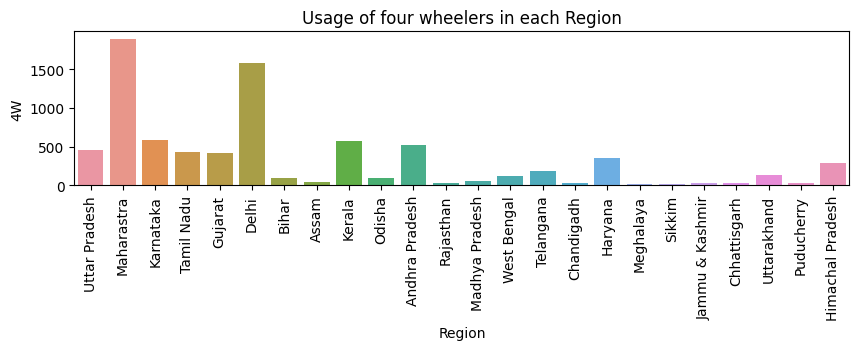 Usage of four wheelers in each Region
4W
1500
1000
500
0
Uttar Pradesh
Maharastra
Karnataka
Tamil Nadu
Gujarat
Delhi
Bihar
Assam
Kerala
Odisha
Andhra Pradesh
Rajasthan
Madhya Pradesh
West Bengal
Telangana
Chandigadh
Haryana
Meghalaya
Sikkim
Jammu & Kashmir
Chhattisgarh
Uttarakhand
Puducherry
Himachal Pradesh
Region